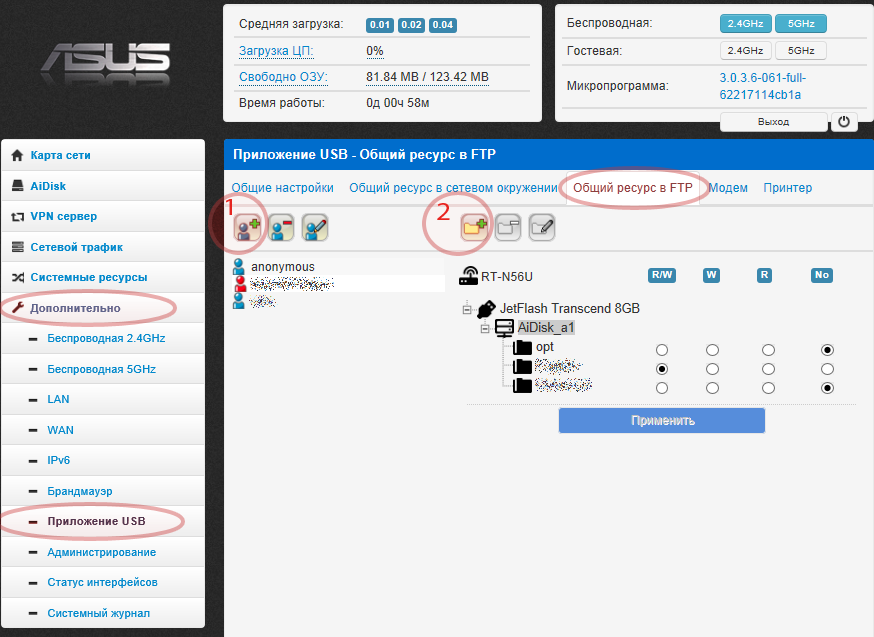 ASUS
Средняя загрузка: 0.01 0.02 0.04
Загрузка ЦП: 0%
Свободно ОЗУ: 81.84 MB / 123.42 MB
Время работы: 0д 00ч 58м
Беспроводная: 2.4GHz 5GHz
Гостевая: 2.4GHz 5GHz
Микропрограмма: 3.0.3.6-061-full-
62217114cb1a
Выход
Карта сети
AiDisk
VPN сервер
Сетевой трафик
Системные ресурсы
Дополнительно
Беспроводная 2.4GHz
Беспроводная 5GHz
LAN
WAN
IPv6
Брандмауэр
Приложение USB
Администрирование
Статус интерфейсов
Системный журнал
Приложение USB - Общий ресурс в FTP
Общие настройки Общий ресурс в сетевом окружении Общий ресурс в FTP Модем Принтер
1 2
anonymous
RT-N56U R/W W R No
JetFlash Transcend 8GB
AiDisk_a1
opt
Применить